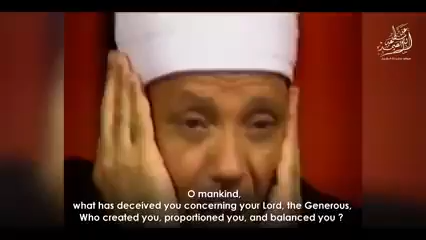 O mankind,
what has deceived you concerning your Lord, the Generous,
Who created you, proportioned you, and balanced you ?